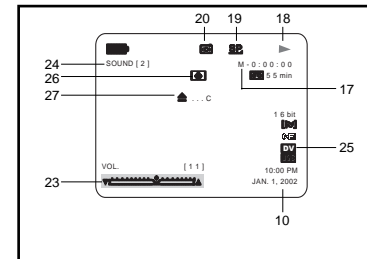 20 19 18
24 SOUND [ 2 ] M - 0 : 0 0 : 0 0
26 5 5 min
27 . . . C 17
1 6 bit
DV 25
VOL. [ 1 1 ]
23 10:00 PM
JAN. 1, 2002
10